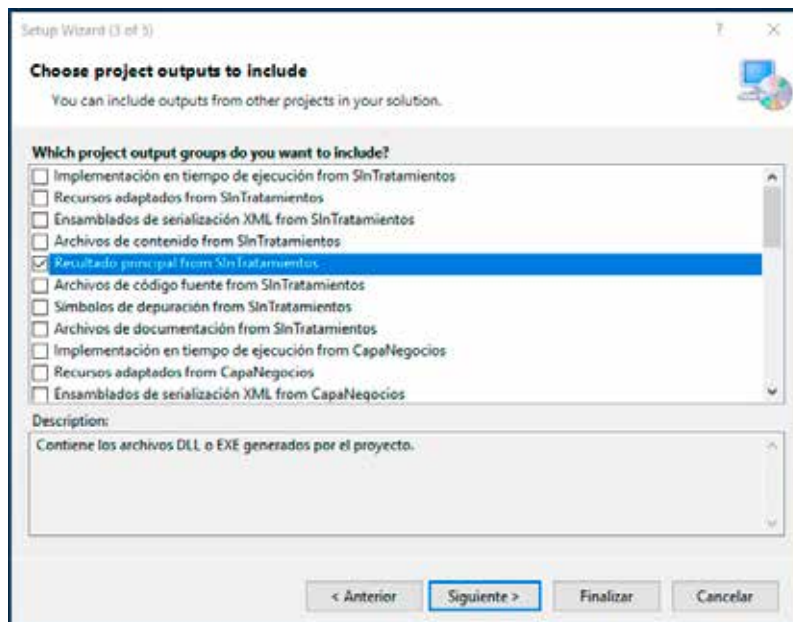 Setup Wizard (3 of 5)
?
Choose project outputs to include
You can include outputs from other projects in your solution.
Which project output groups do you want to include?
Implementación en tiempo de ejecución from SlnTratamientos
Recursos adaptados from SlnTratamientos
Ensamblados de serialización XML from SlnTratamientos
Archivos de contenido from SlnTratamientos
Resultado principal from SlnTratamientos
Archivos de código fuente from SlnTratamientos
Símbolos de depuración from SlnTratamientos
Archivos de documentación from SlnTratamientos
Implementación en tiempo de ejecución from CapaNegocios
Recursos adaptados from CapaNegocios
Ensamblados de serialización XML from CapaNegocios
Description:
Contiene los archivos DLL o EXE generados por el proyecto.
< Anterior
Siguiente >
Finalizar
Cancelar